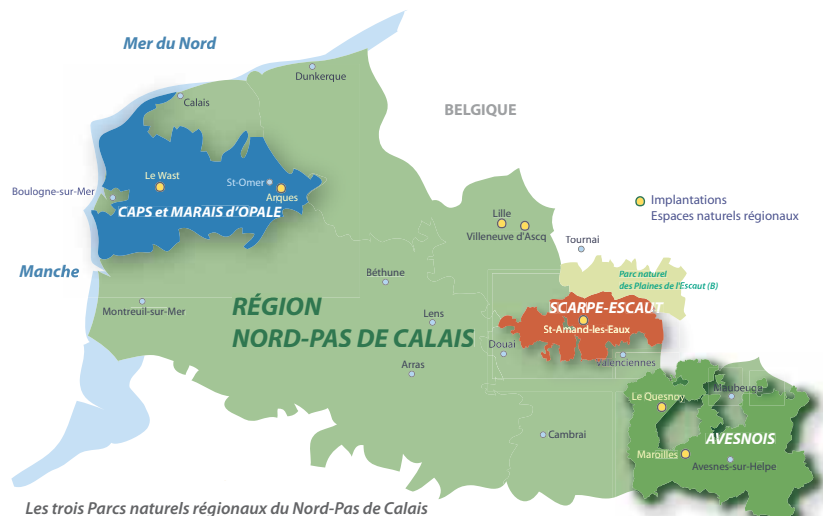 Mer du Nord
Dunkerque
Calais
BELGIQUE
Le Wast
St-Omer
Boulogne-sur-Mer
Arques
CAPS et MARAIS d'OPALE
Implantations
Espaces naturels régionaux
Lille
Villeneuve d'Ascq
Tournai
Manche
Béthune
Parc naturel
des Plaines de l'Escaut (B)
Montreuil-sur-Mer
RÉGION
NORD-PAS DE CALAIS
Lens
SCARPE-ESCAUT
St-Amand-les-Eaux
Douai
Valenciennes
Arras
Maubeuge
Le Quesnoy
Cambrai
AVESNOIS
Maroilles
Avesnes-sur-Helpe
Les trois Parcs naturels régionaux du Nord-Pas de Calais